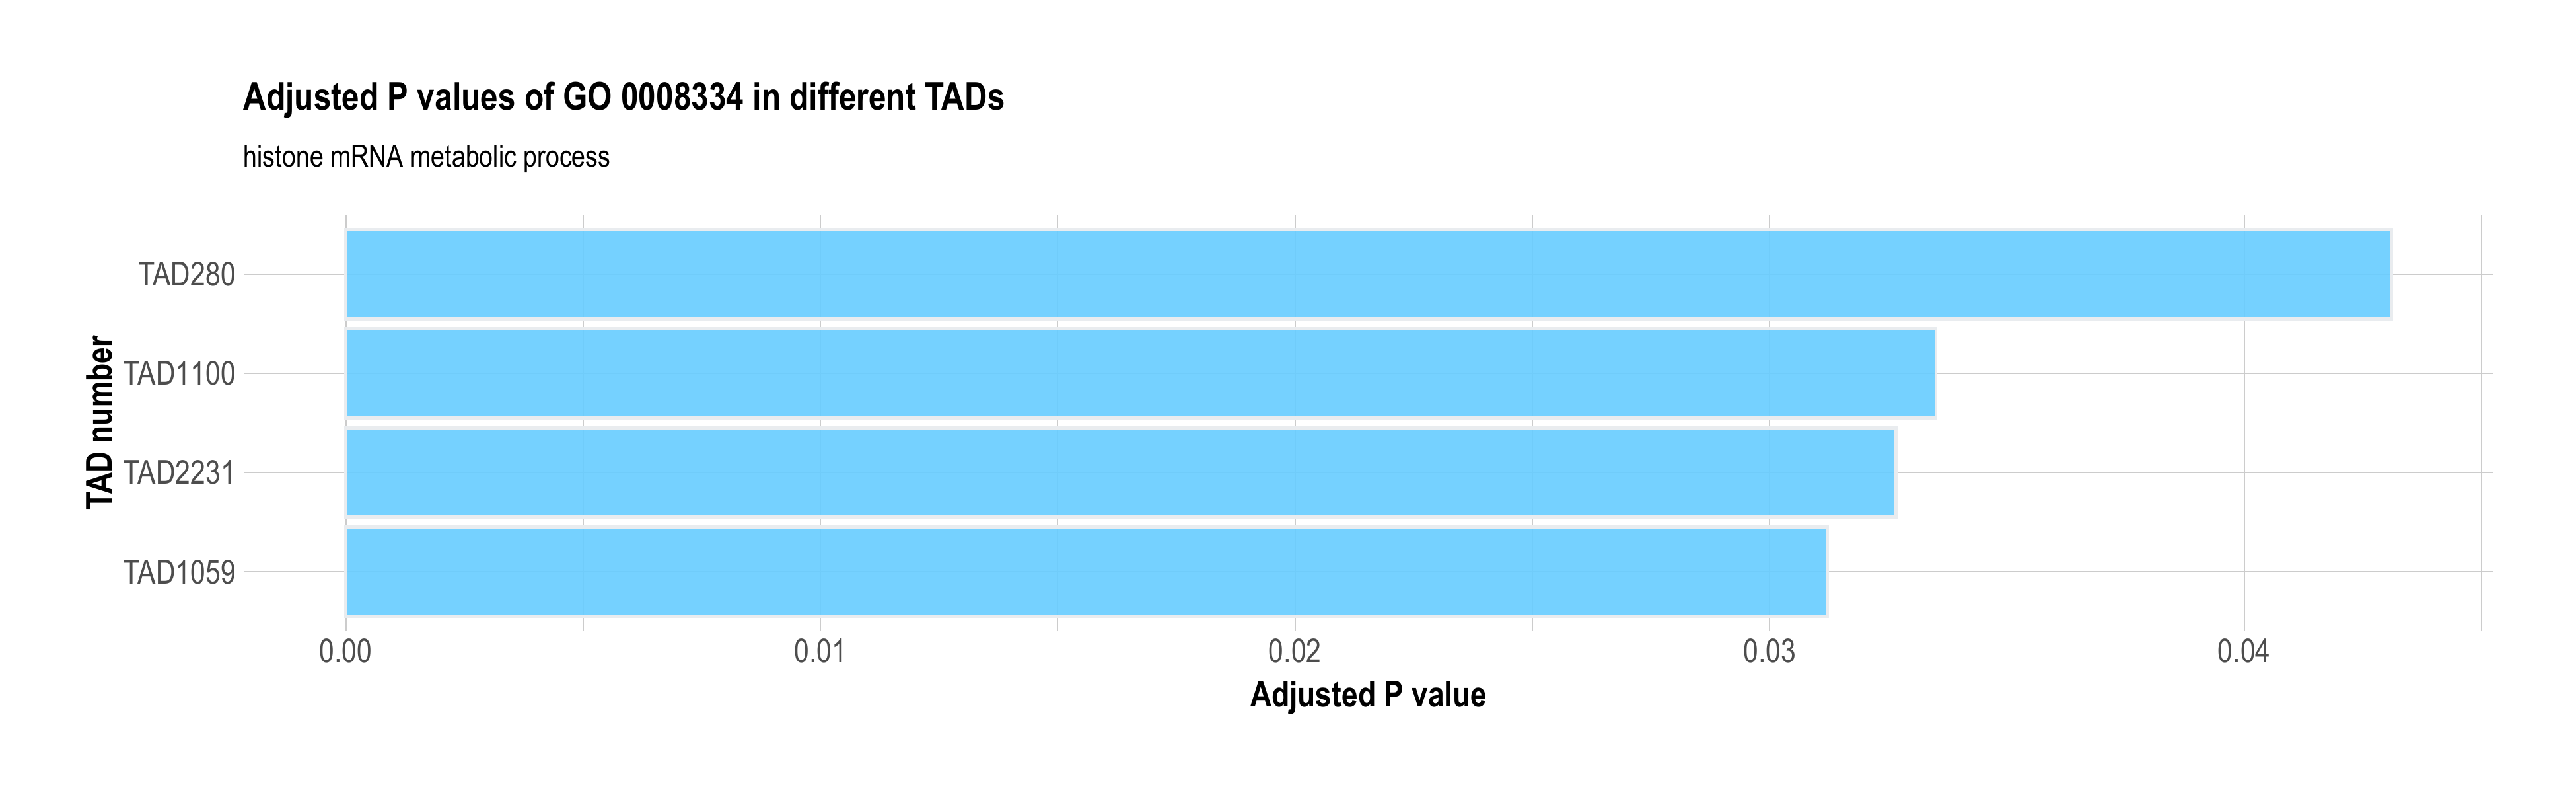 Adjusted P values of GO 0008334 in different TADs
histone mRNA metabolic process
TAD number
TAD280
TAD1100
TAD2231
TAD1059
0.00 0.01 0.02 0.03 0.04
Adjusted P value